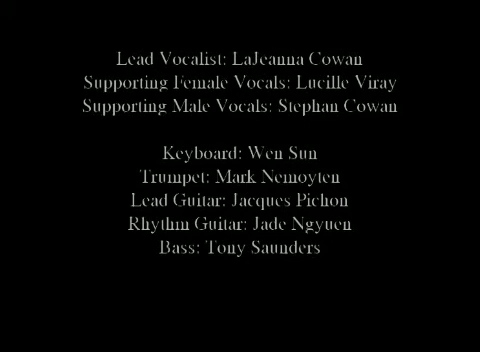 Lead Vocalist: LaJeanna Cowan
Supporting Female Vocals: Lucille Viray
Supporting Male Vocals: Stephan Cowan
Keyboard: Wen Sun
Trumpet: Mark Nemoyten
Lead Guitar: Jacques Pichon
Rhythm Guitar: Jade Ngyuen
Bass: Tony Saunders